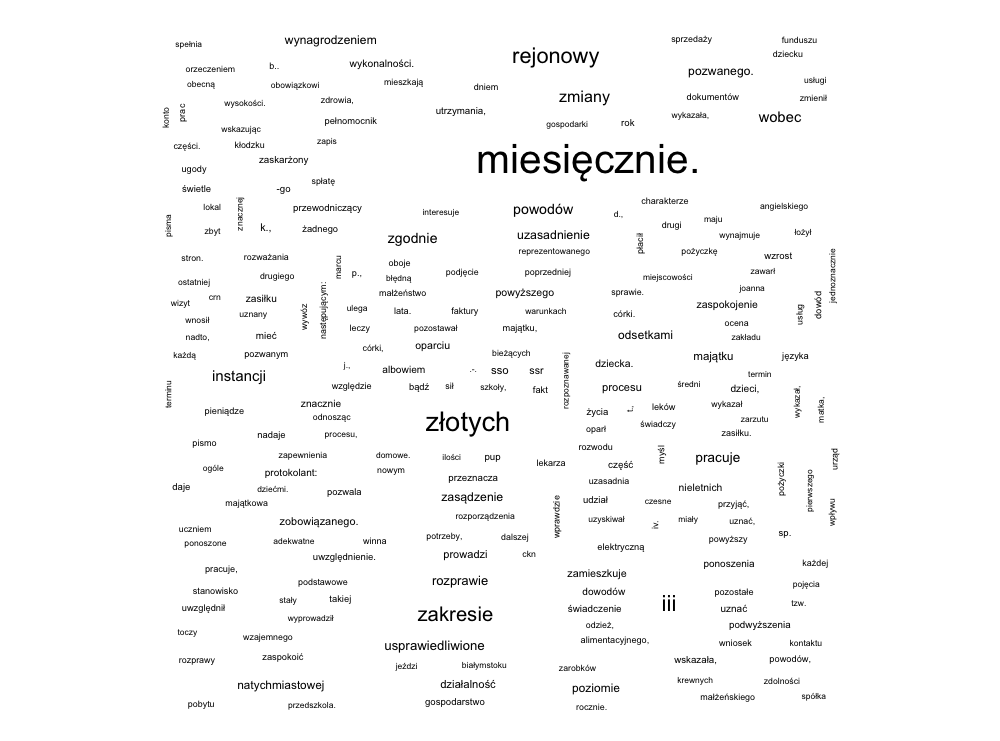 spełnia wynagrodzeniem rejonowy sprzedaży funduszu
dziecku
orzeczeniem b.. wykonalności. pozwanego.
obecną obowiązkowi mieszkają dniem usługi
wysokości. zdrowia, utrzymania, zmiany dokumentów zmienił
konto prac pełnomocnik gospodarki rok wykazała, wobec
wskazując
części. kłodzku zapis
zaskarżony miesięcznie.
ugody
świetle -go spłatę
lokal znacznej przewodniczący interesuje powodów d., charakterze angielskiego
pisma zbyt k., żadnego drugi maju
zgodnie uzasadnienie płacił wynajmuje łożył
stron. rozważania reprezentowanego pożyczkę wzrost
ostatniej drugiego marcu p., oboje podjęcie poprzedniej miejscowości zawarł jednoznacznie
błędną joanna
wizyt crn zasiłku małżeństwo powyższego sprawie. zaspokojenie
wnosił uznany wywóz następującym: ulega lata. faktury warunkach córki. usług dowód
nadto, mieć leczy pozostawał majątku, odsetkami ocena zakładu
każdą pozwanym córki, oparciu bieżących majątku języka
instancji j., albowiem .-. sso ssr rozpoznawanej dziecka. termin
terminu względzie bądź sił szkoły, fakt procesu średni dzieci,
pieniądze znacznie życia leków wykazał wykazał, matka,
odnosząc złotych oparł świadczy zarzutu
pismo nadaje procesu, rozwodu zasiłku.
zapewnienia domowe. ilości pup lekarza część myśl pracuje urząd
ogóle protokolant: nowym przeznacza uzasadnia
daje dziećmi. pozwala zasądzenie udział czesne nieletnich pożyczki pierwszego
majątkowa przyjąć,
zobowiązanego. rozporządzenia wprawdzie uzyskiwał iv. miały uznać, wpływu
uczniem
ponoszone adekwatne winna potrzeby, dalszej elektryczną powyższy sp.
uwzględnienie. prowadzi ckn
pracuje, zamieszkuje ponoszenia każdej
stanowisko podstawowe rozprawie dowodów pozostałe pojęcia
uwzględnił stały takiej zakresie świadczenie iii uznać tzw.
wyprowadził
toczy wzajemnego odzież, podwyższenia
usprawiedliwione alimentacyjnego, wniosek kontaktu
rozprawy zaspokoić jeździ białymstoku zarobków wskazała, powodów,
natychmiastowej działalność poziomie krewnych zdolności
pobytu przedszkola. gospodarstwo rocznie. małżeńskiego spółka